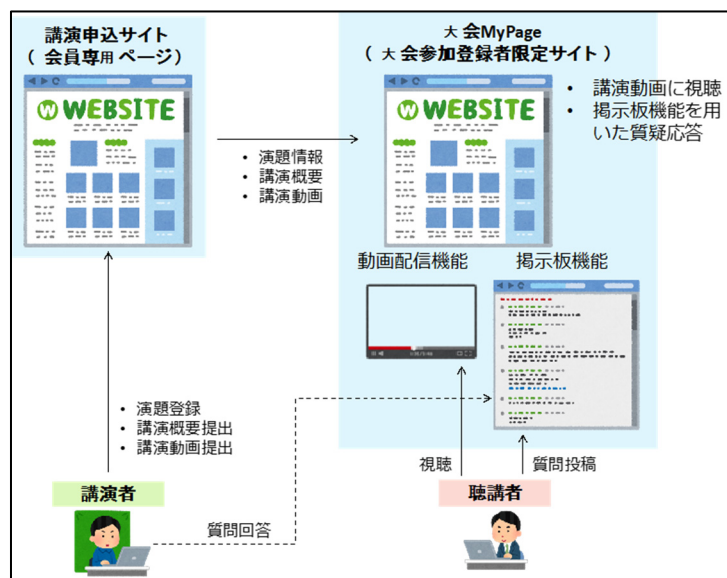 講演申込サイト
( 会員専用 ページ)
大 会MyPage
( 大 会参加登録者限定サイト )
W WEBSITE
W WEBSITE
• 講演動画に視聴
• 掲示板機能を用
いた質疑応答
• 演題情報
• 講演概要
• 講演動画
動画配信機能
掲示板機能
• 演題登録
• 講演概要提出
• 講演動画提出
視聴
質問投稿
講演者
聴講者
質問回答